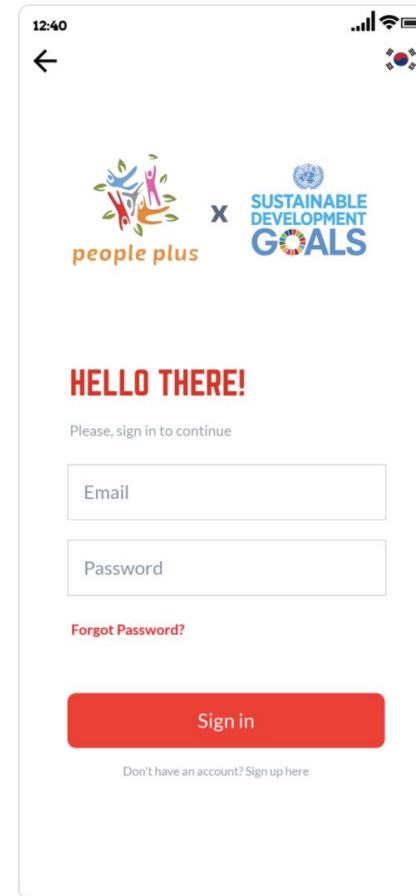 12:40
people plus
x
SUSTAINABLE
DEVELOPMENT
GOALS
HELLO THERE!
Please, sign in to continue
Email
Password
Forgot Password?
Sign in
Don't have an account? Sign up here